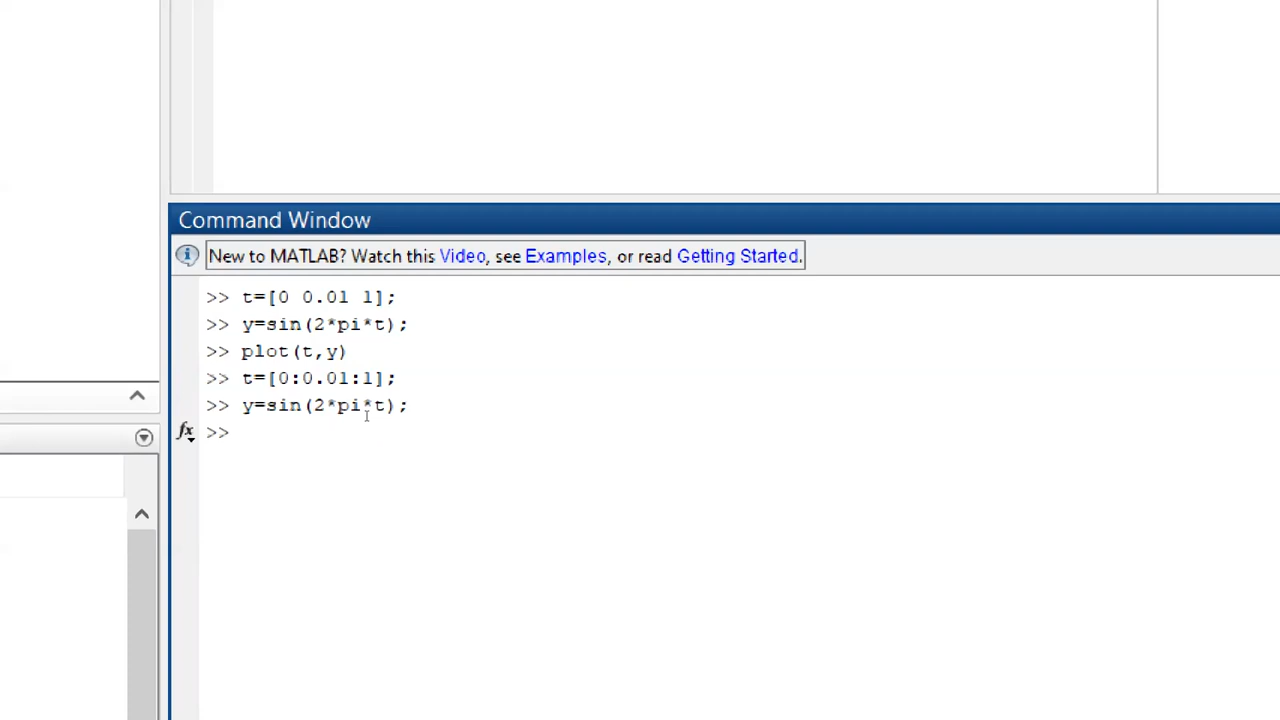 Command Window
New to MATLAB? Watch this Video, see Examples, or read Getting Started.
>> t=[0 0.01 1];
>> y=sin(2*pi*t);
>> plot(t,y)
>> t=[0:0.01:1];
>> y=sin(2*pi*t);
fx >>